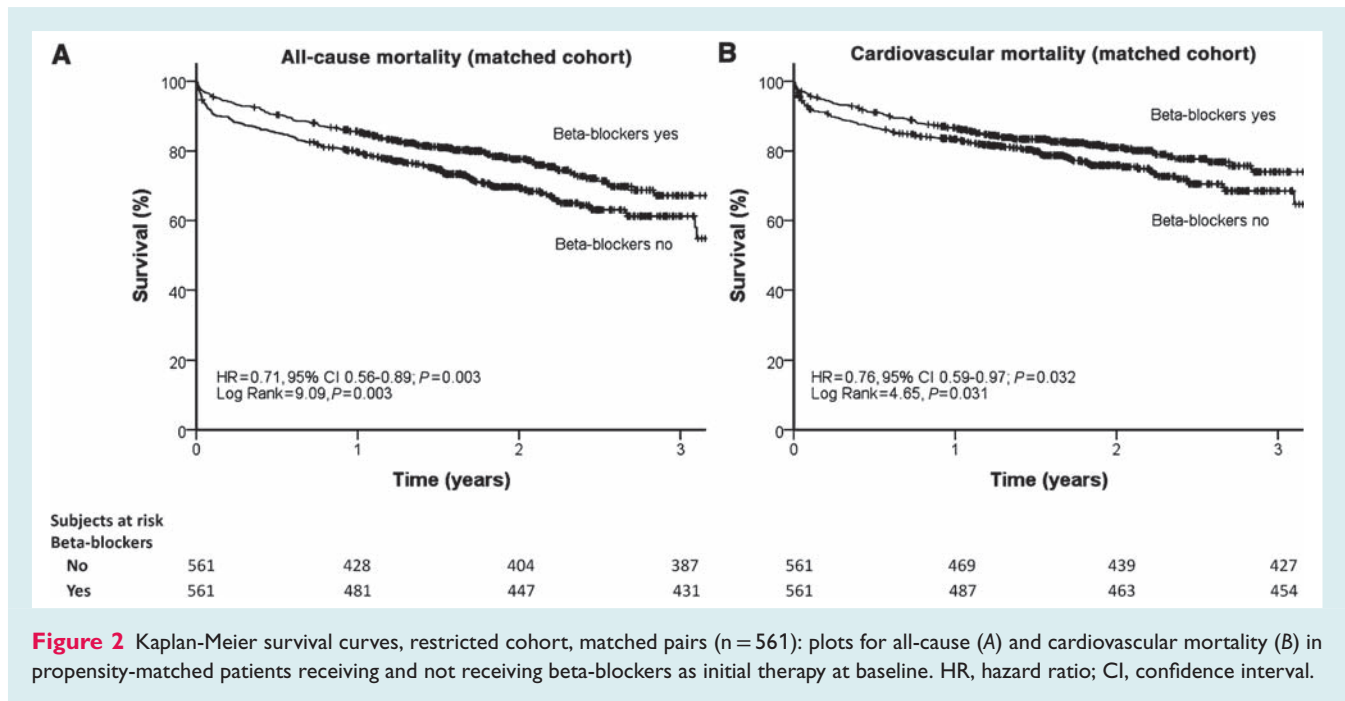 A
All-cause mortality (matched cohort)
100
80
60
40
20
0
Survival (%)
Beta-blockers yes
Beta-blockers no
HR=0.71, 95% CI 0.56-0.89; P=0.003
Log Rank=9.09, P=0.003
0 1 2 3
Time (years)
B
Cardiovascular mortality (matched cohort)
100
80
60
40
20
0
Survival (%)
Beta-blockers yes
Beta-blockers no
HR=0.76, 95% CI 0.59-0.97; P=0.032
Log Rank=4.65, P=0.031
0 1 2 3
Time (years)
Subjects at risk
Beta-blockers
No 561 428 404 387 561 469 439 427
Yes 561 481 447 431 561 487 463 454
Figure 2 Kaplan-Meier survival curves, restricted cohort, matched pairs (n = 561): plots for all-cause (A) and cardiovascular mortality (B) in
propensity-matched patients receiving and not receiving beta-blockers as initial therapy at baseline. HR, hazard ratio; CI, confidence interval.